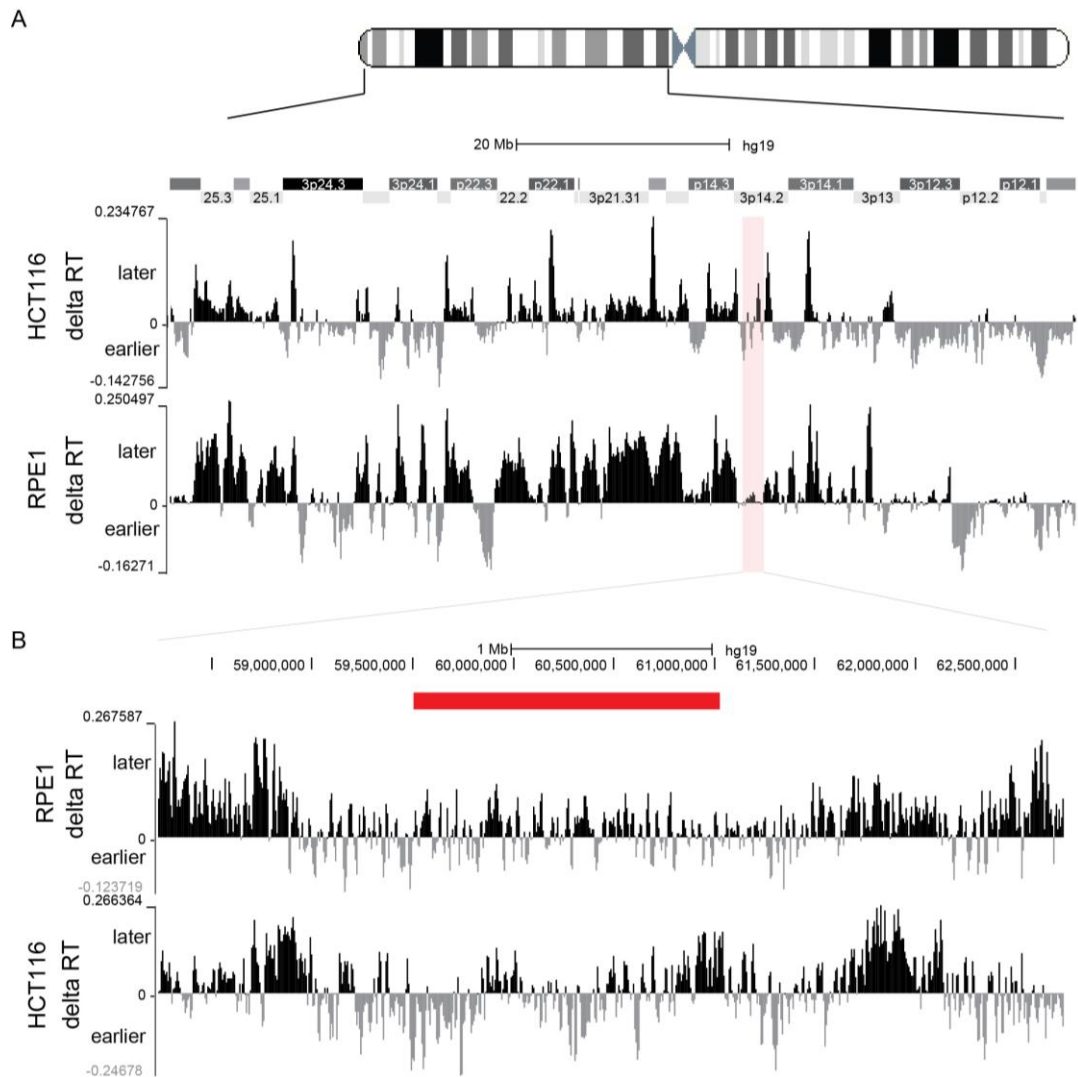 A
20 Mb hg19
3p24.3 3p24.1 p22.3 p22.1 p14.3 3p14.1 3p12.3 p12.1
25.3 25.1 22.2 3p21.31 3p14.2 3p13 p12.2
0.234767
HCT116
delta RT
later
0
earlier
-0.142756
0.250497
RPE1
delta RT
later
0
earlier
-0.16271
B
1 Mb hg19
59,000,000 59,500,000 60,000,000 60,500,000 61,000,000 61,500,000 62,000,000 62,500,000
0.267587
RPE1
delta RT
later
0
earlier
-0.123719
0.266364
HCT116
delta RT
later
0
earlier
-0.24678